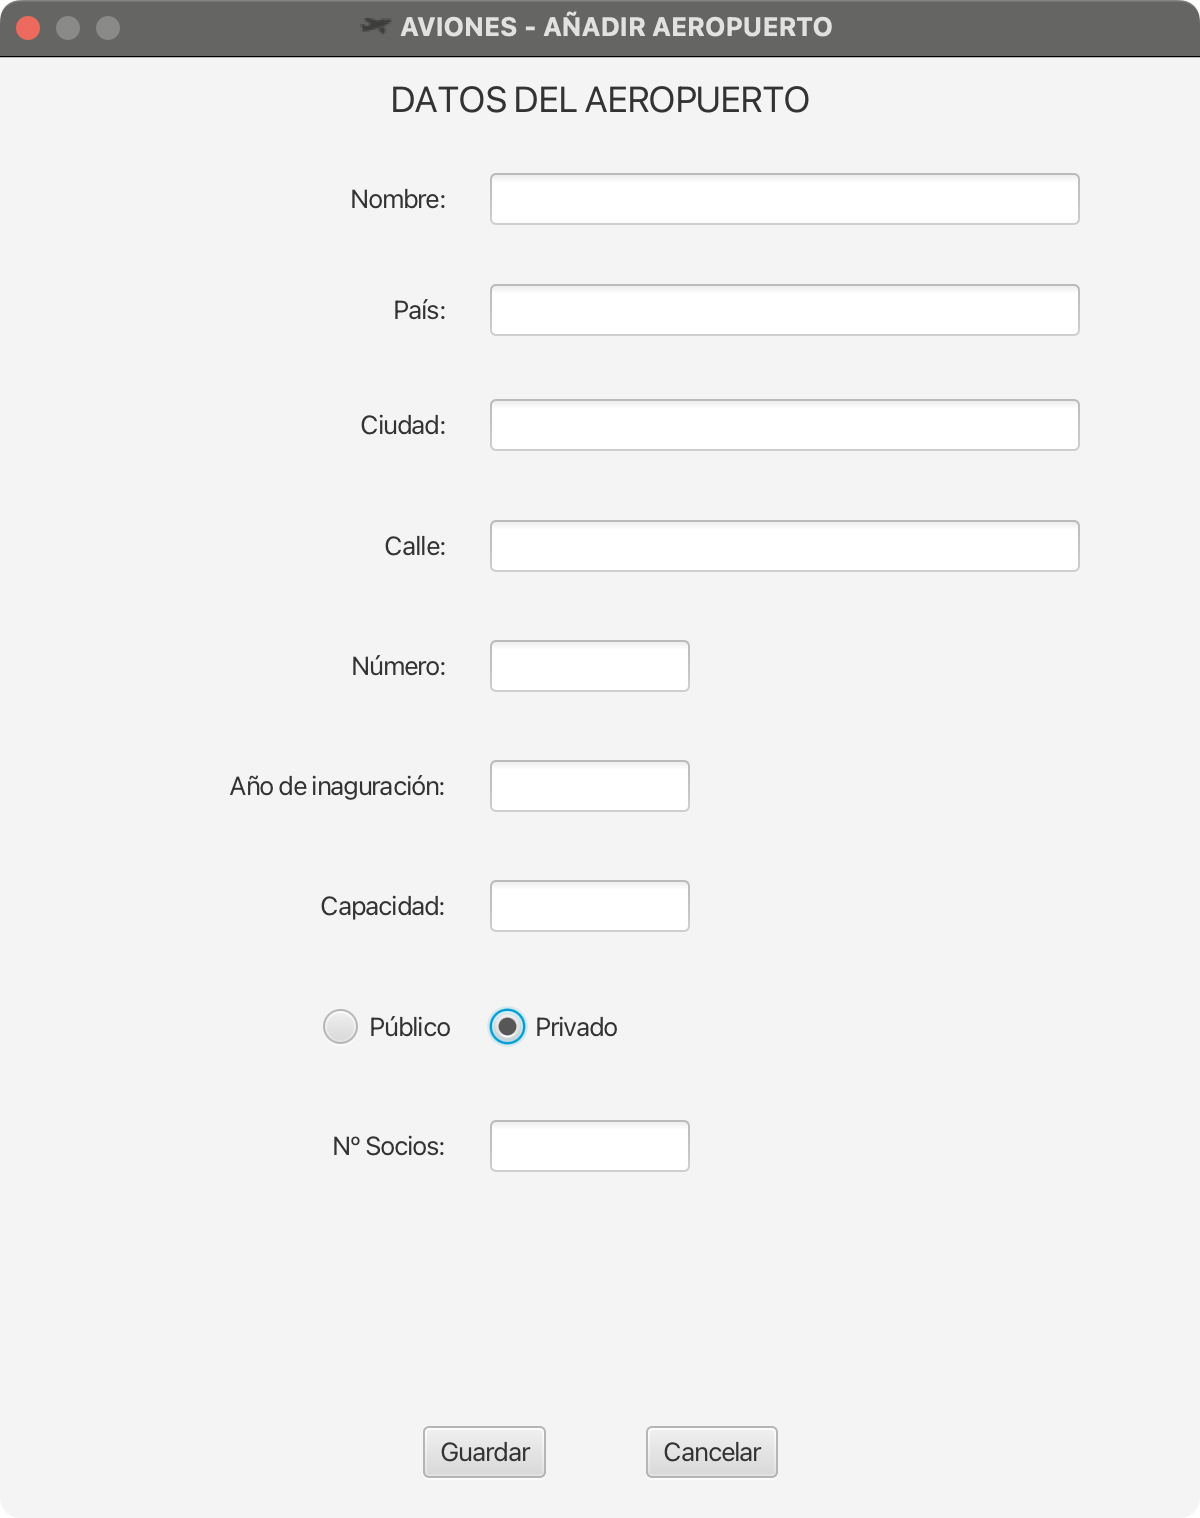 AVIONES - AÑADIR AEROPUERTO
DATOS DEL AEROPUERTO
Nombre:
País:
Ciudad:
Calle:
Número:
Año de inaguración:
Capacidad:
Público Privado
Nº Socios:
Guardar Cancelar